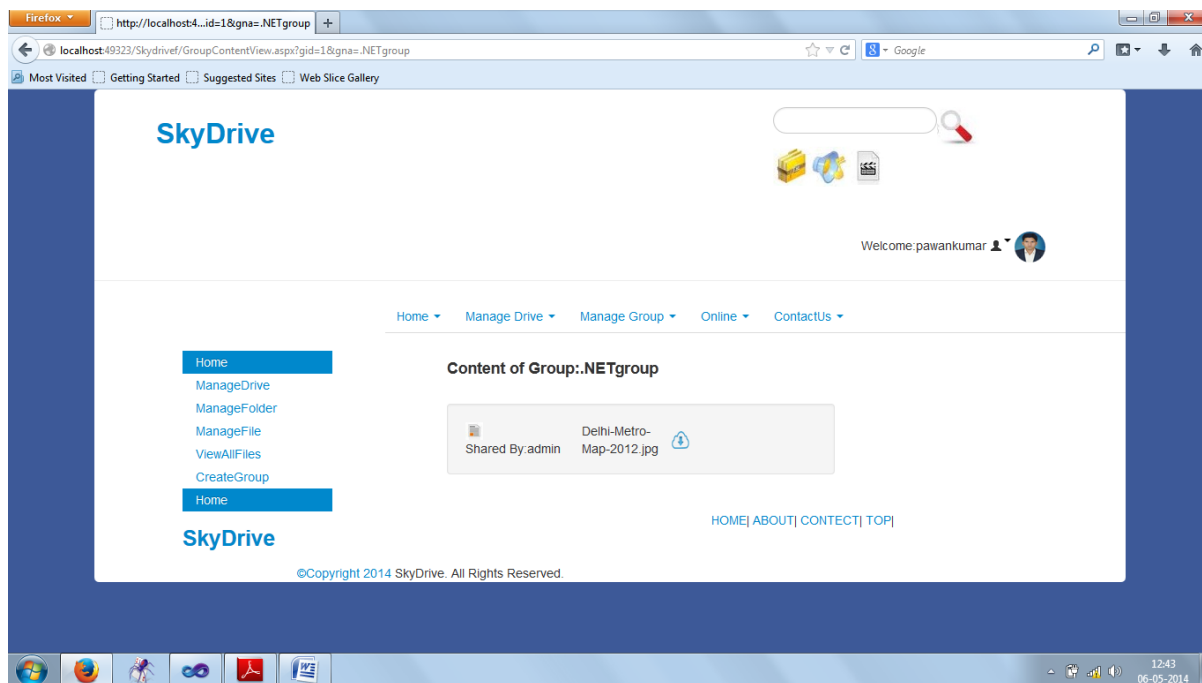 Firefox
http://localhost:4...id=1&gna=.NETgroup
localhost:49323/Skydrivef/GroupContentView.aspx?gid=1&gna=.NETgroup
Google
Most Visited Getting Started Suggested Sites Web Slice Gallery
SkyDrive
Welcome:pawankumar
Home Manage Drive Manage Group Online ContactUs
Home
ManageDrive
ManageFolder
ManageFile
ViewAllFiles
CreateGroup
Home
SkyDrive
Content of Group:.NETgroup
Shared By:admin
Delhi-Metro-
Map-2012.jpg
HOME| ABOUT| CONTECT| TOP|
©Copyright 2014 SkyDrive. All Rights Reserved.
12:43
06-05-2014